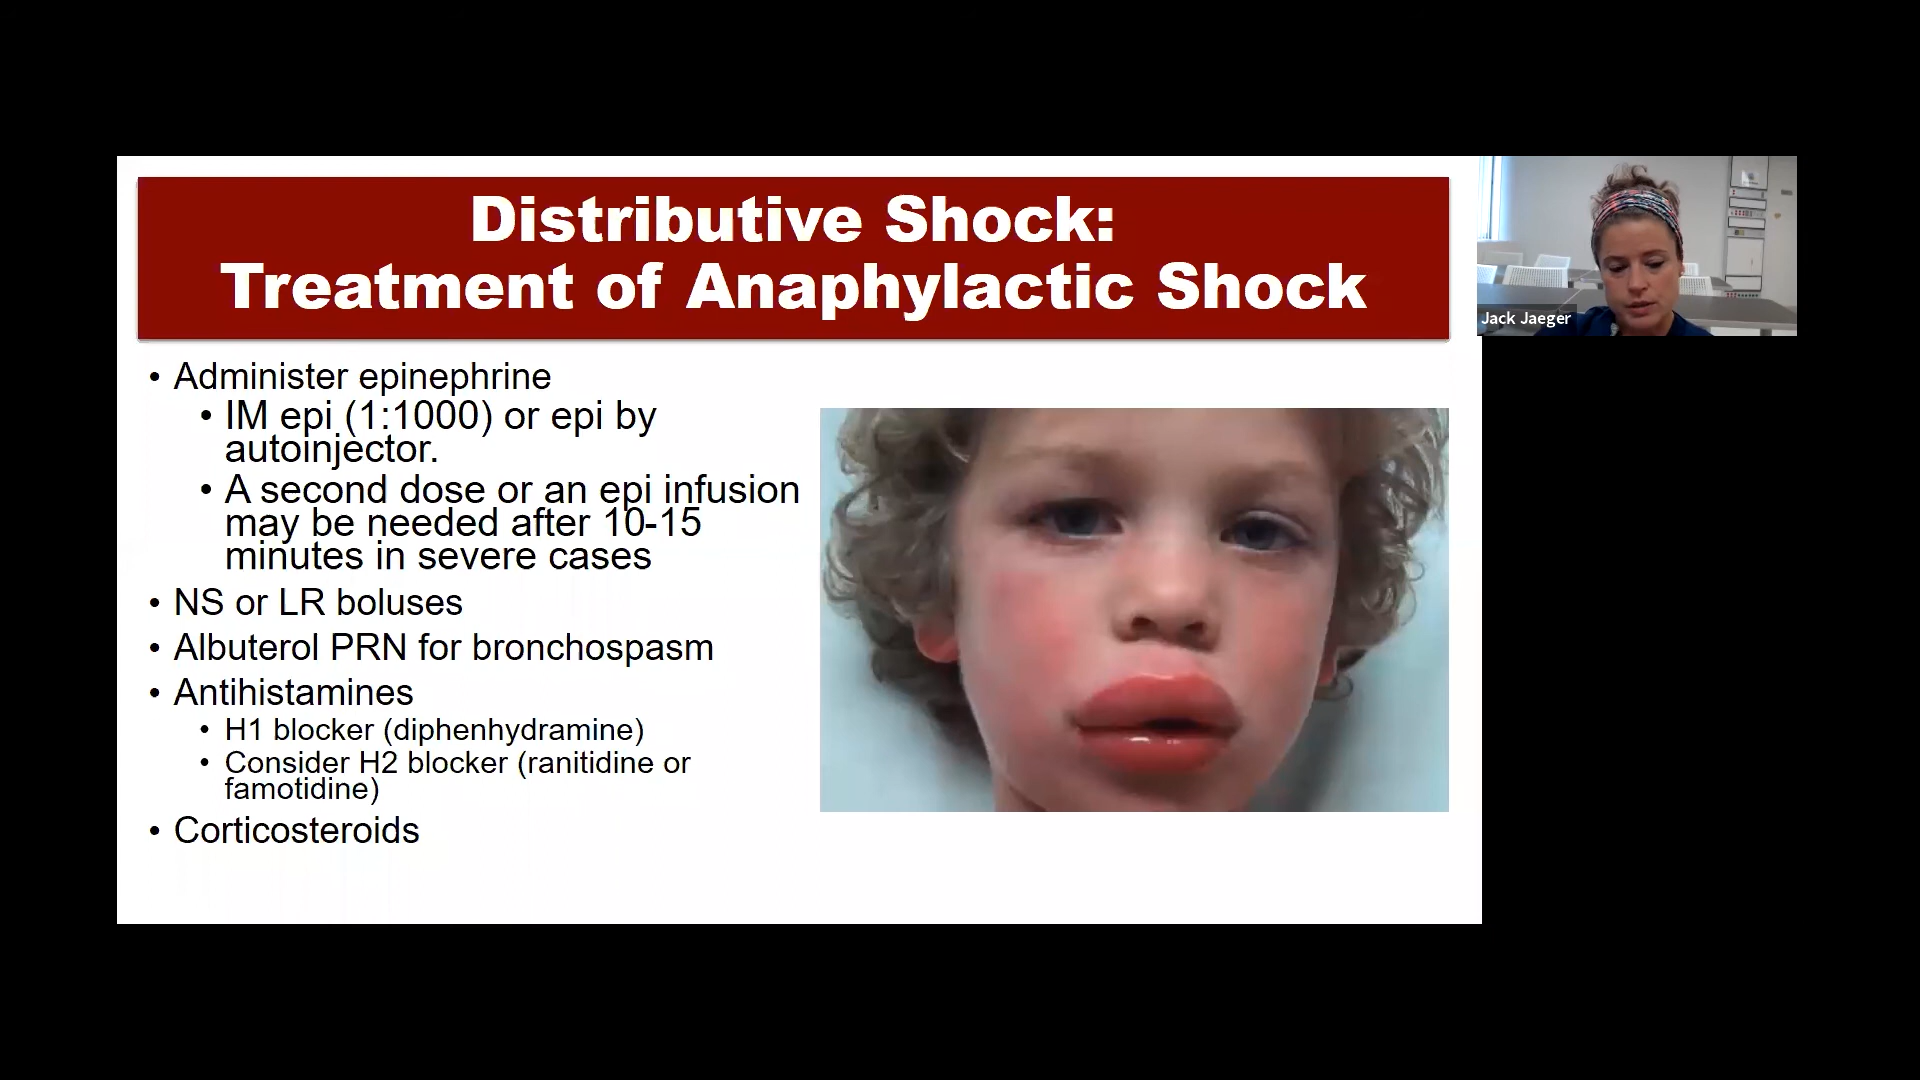 Distributive Shock:
Treatment of Anaphylactic Shock
Jack Jaeger
• Administer epinephrine
• IM epi (1:1000) or epi by
autoinjector.
• A second dose or an epi infusion
may be needed after 10-15
minutes in severe cases
• NS or LR boluses
• Albuterol PRN for bronchospasm
• Antihistamines
• H1 blocker (diphenhydramine)
• Consider H2 blocker (ranitidine or
famotidine)
• Corticosteroids